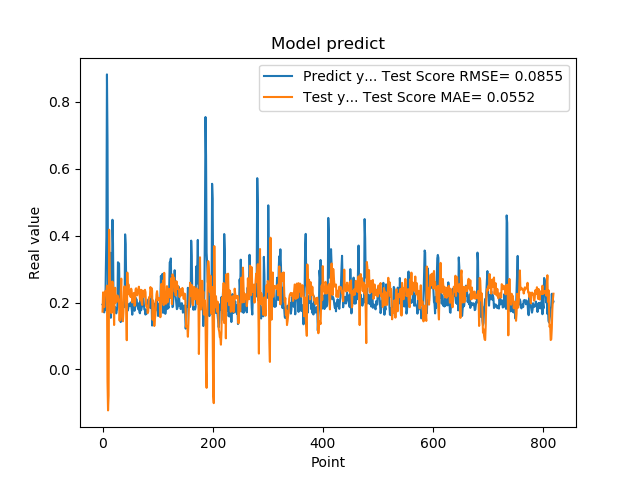 Model predict
Predict y... Test Score RMSE= 0.0855
Test y... Test Score MAE= 0.0552
Real value
0.8
0.6
0.4
0.2
0.0
0 200 400 600 800
Point